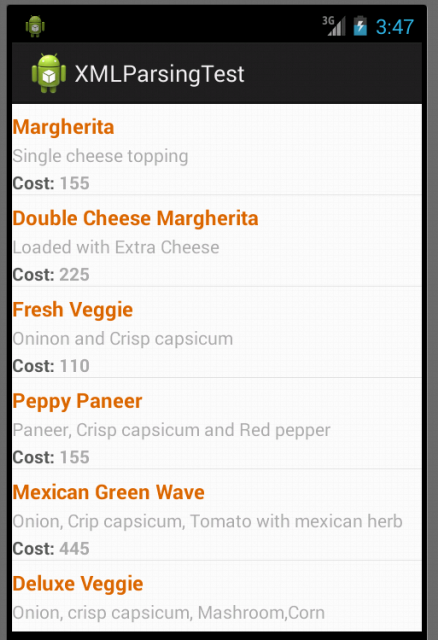 3G 3:47
XMLParsingTest
Margherita
Single cheese topping
Cost: 155
Double Cheese Margherita
Loaded with Extra Cheese
Cost: 225
Fresh Veggie
Oninon and Crisp capsicum
Cost: 110
Peppy Paneer
Paneer, Crisp capsicum and Red pepper
Cost: 155
Mexican Green Wave
Onion, Crip capsicum, Tomato with mexican herb
Cost: 445
Deluxe Veggie
Onion, crisp capsicum, Mashroom,Corn